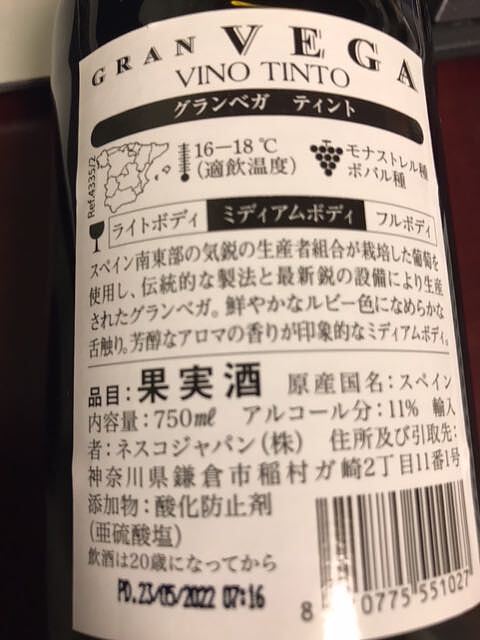 GRAN VEGA
VINO TINTO
グランベガ ティント
Ref.4335/2
16−18℃
(適飲温度)
モナストレル種
ボバル種
ライトボディ ミディアムボディ フルボディ
スペイン南東部の気鋭の生産者組合が栽培した葡萄を
使用し、伝統的な製法と最新鋭の設備により生産
されたグランベガ。鮮やかなルビー色になめらかな
舌触り。芳醇なアロマの香りが印象的なミディアムボディ。
品目:果実酒 原産国名:スペイン
内容量:750㎖ アルコール分:11% 輸入
者:ネスコジャパン(株) 住所及び引取先:
神奈川県鎌倉市稲村ガ崎2丁目11番1号
添加物:酸化防止剤
(亜硫酸塩)
飲酒は20歳になってから
PD.23/05/2022 07:16
8 410775 551027